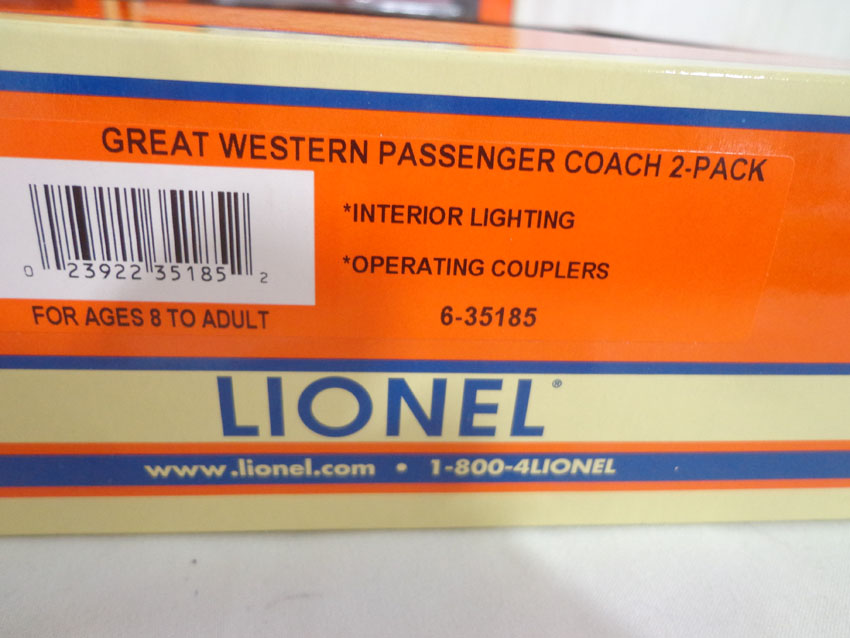 GREAT WESTERN PASSENGER COACH 2-PACK
*INTERIOR LIGHTING
*OPERATING COUPLERS
0 23922 35185 2
FOR AGES 8 TO ADULT
6-35185
LIONEL®
www.lionel.com • 1-800-4LIONEL